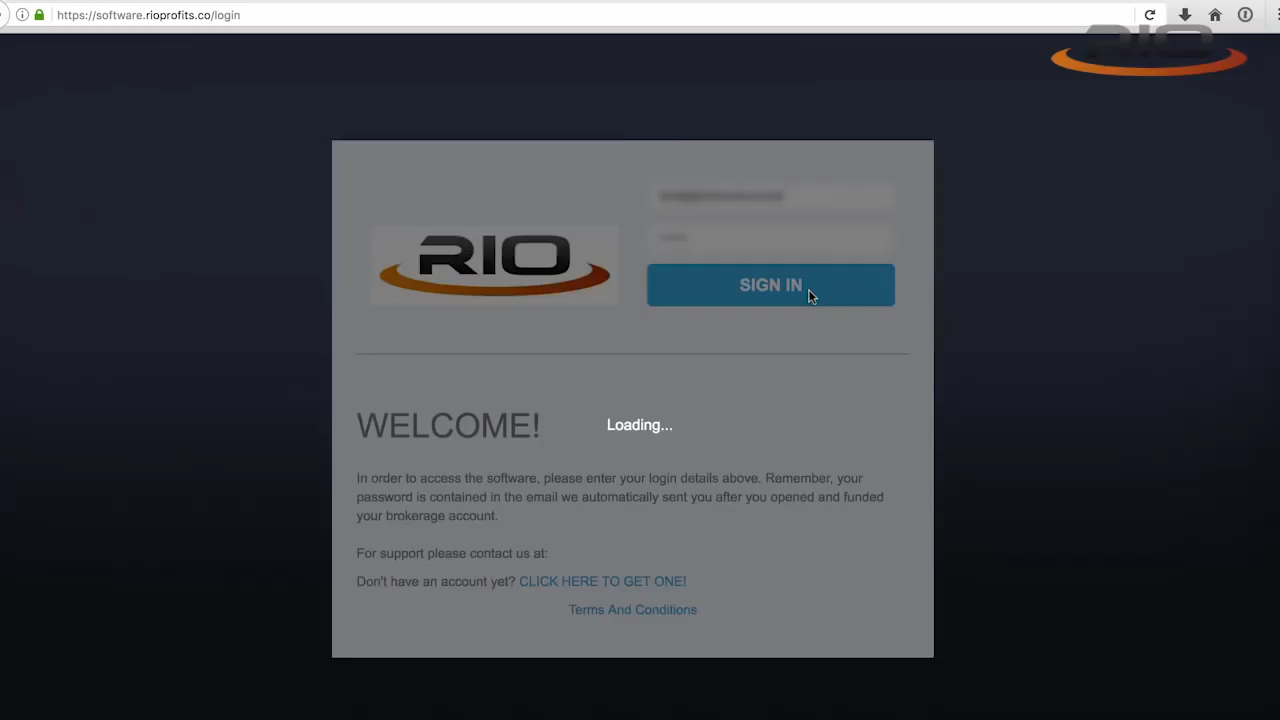 https://software.rioprofits.co/login
RIO
RIO
SIGN IN
WELCOME!
Loading...
In order to access the software, please enter your login details above. Remember, your
password is contained in the email we automatically sent you after you opened and funded
your brokerage account.
For support please contact us at:
Don't have an account yet? CLICK HERE TO GET ONE!
Terms And Conditions